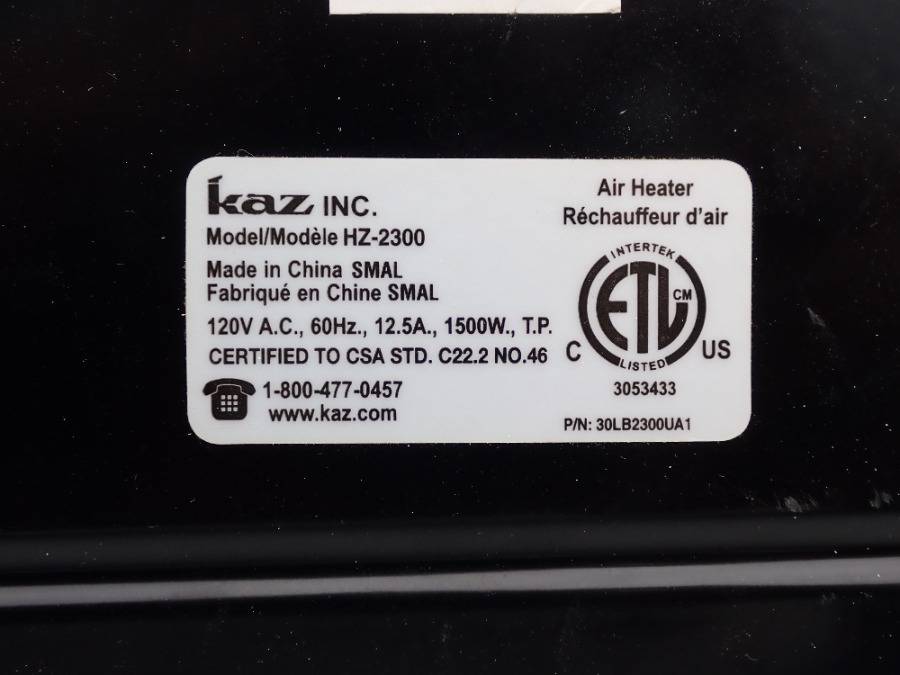 kaz INC.
Model/Modèle HZ-2300
Made in China SMAL
Fabriqué en Chine SMAL
120V A.C., 60Hz., 12.5A., 1500W., T.P.
CERTIFIED TO CSA STD. C22.2 NO.46
1-800-477-0457
www.kaz.com
Air Heater
Réchauffeur d'air
INTERTEK
ETL CM
LISTED
C US
3053433
P/N: 30LB2300UA1